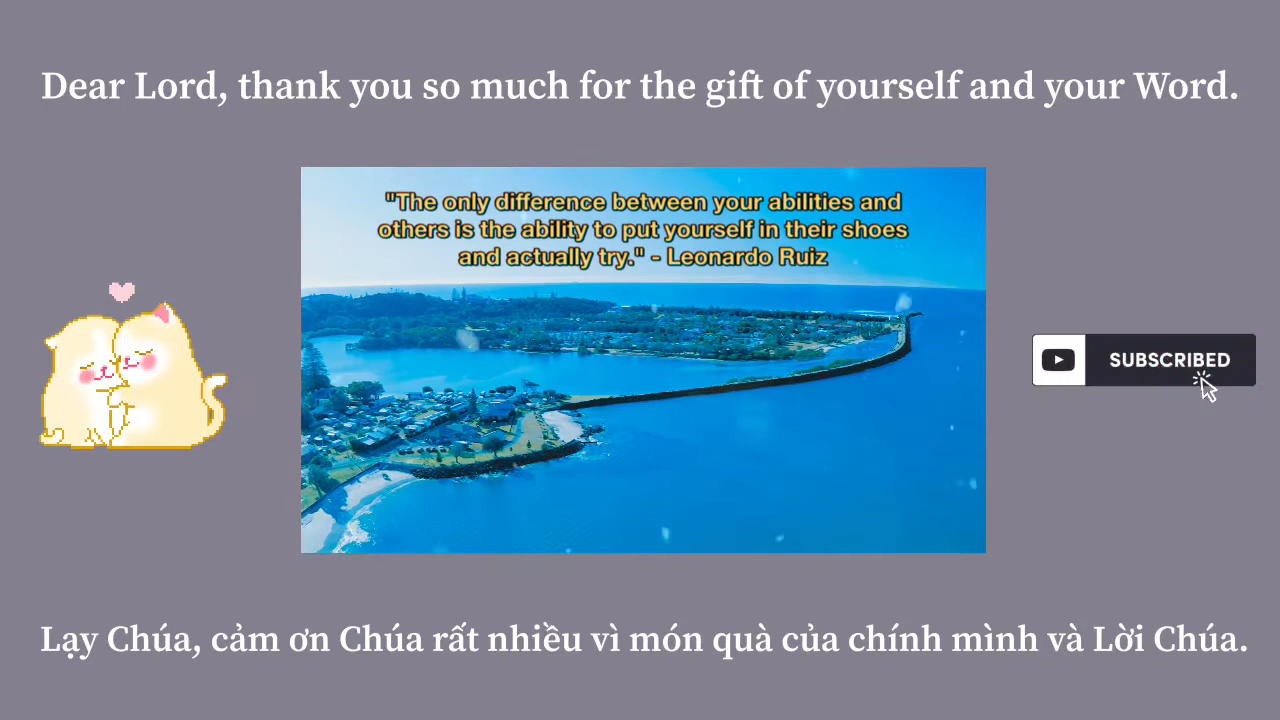 Dear Lord, thank you so much for the gift of yourself and your Word.
"The only difference between your abilities and
others is the ability to put yourself in their shoes
and actually try." - Leonardo Ruiz
SUBSCRIBED
Lạy Chúa, cảm ơn Chúa rất nhiều vì món quà của chính mình và Lời Chúa.